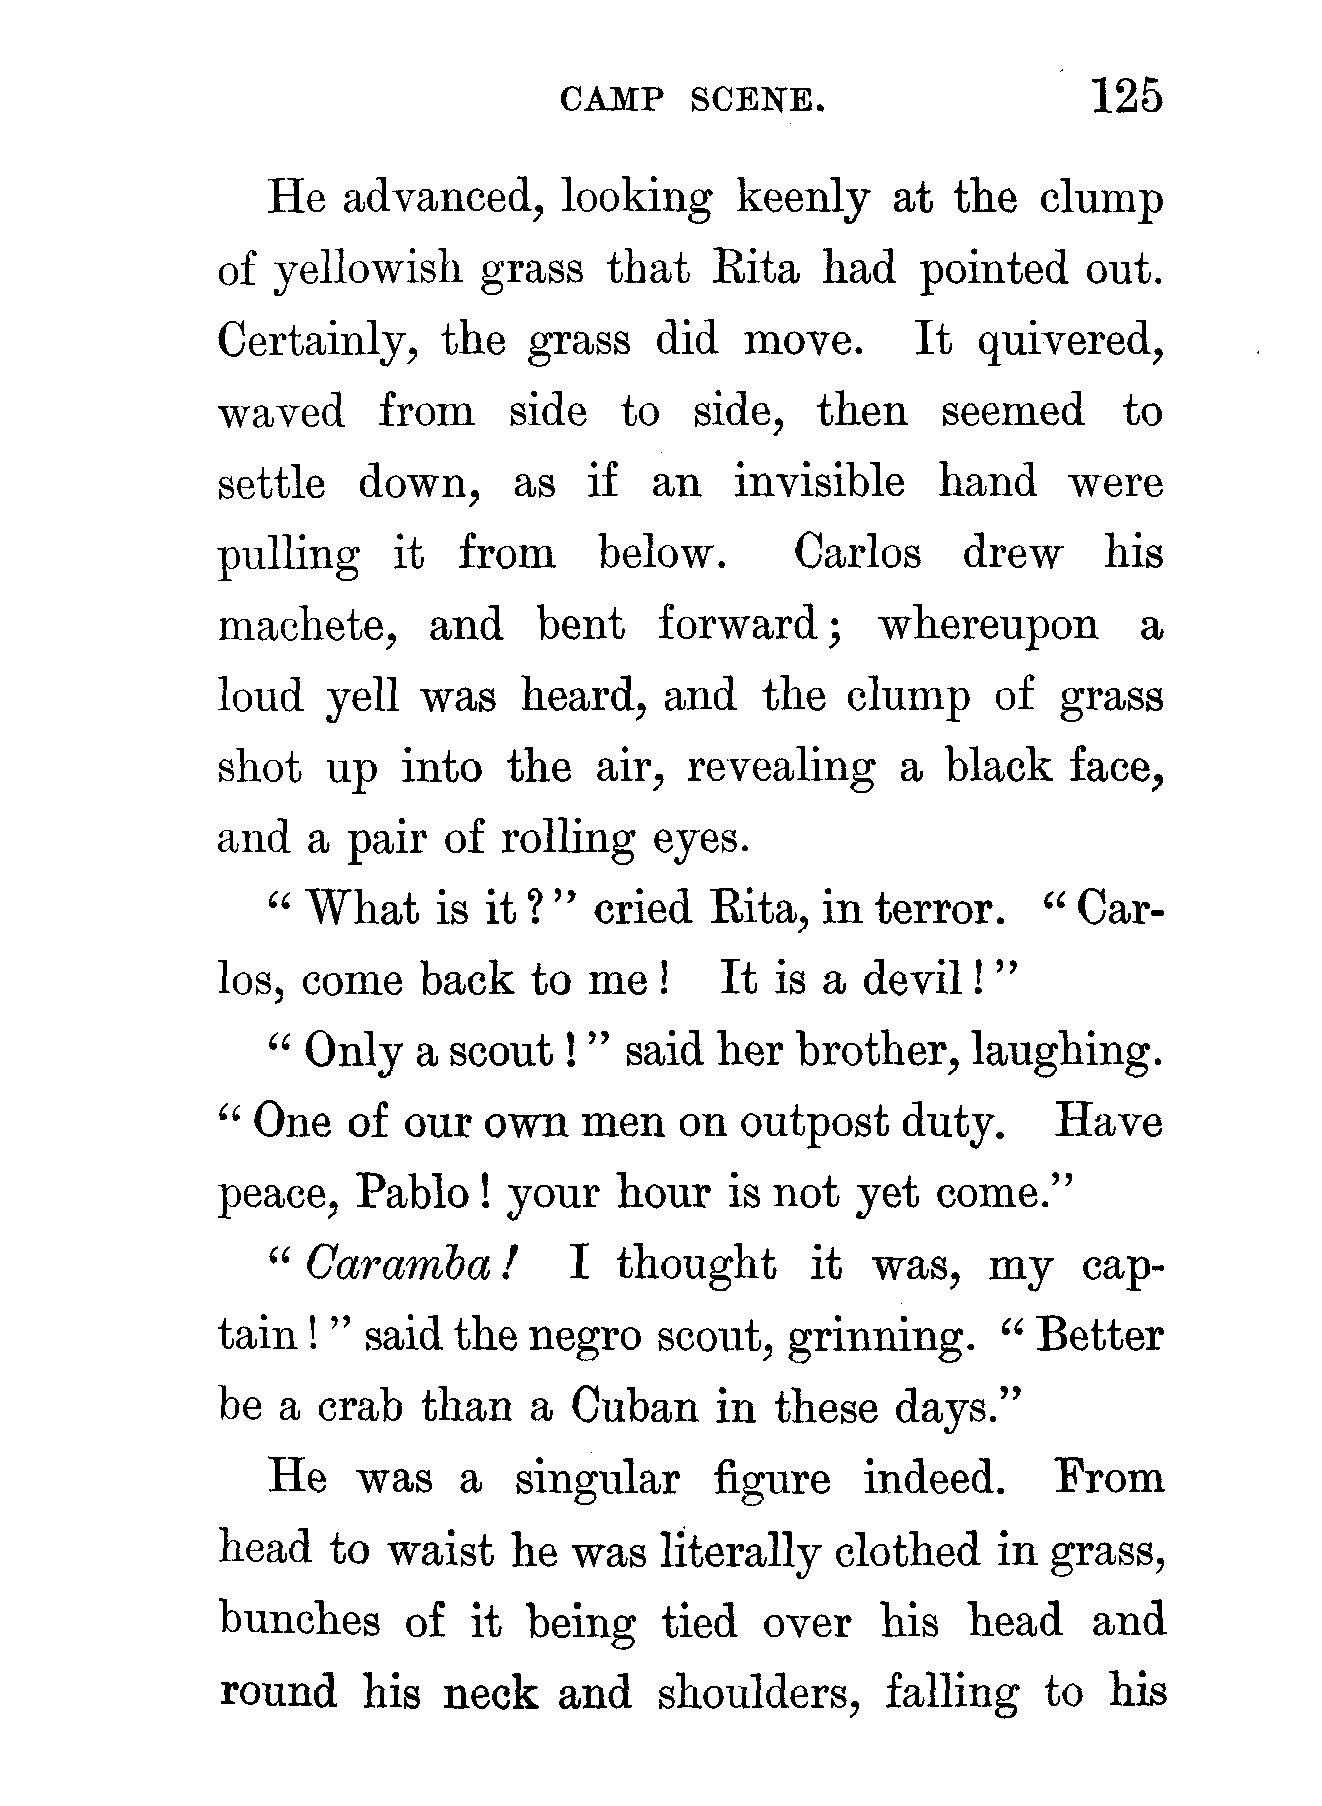 CAMP SCENE. 125
He advanced, looking keenly at the clump
of yellowish grass that Rita had pointed out.
Certainly, the grass did move. It quivered,
waved from side to side, then seemed to
settle down, as if an invisible hand were
pulling it from below. Carlos drew his
machete, and bent forward; whereupon a
loud yell was heard, and the clump of grass
shot up into the air, revealing a black face,
and a pair of rolling eyes.
“ What is it ? ” cried Rita, in terror. “ Car-
los, come back to me ! It is a devil ! ”
“ Only a scout ! ” said her brother, laughing.
“ One of our own men on outpost duty. Have
peace, Pablo ! your hour is not yet come.”
“ Caramba ! I thought it was, my cap-
tain ! ” said the negro scout, grinning. “ Better
be a crab than a Cuban in these days.”
He was a singular figure indeed. From
head to waist he was literally clothed in grass,
bunches of it being tied over his head and
round his neck and shoulders, falling to his